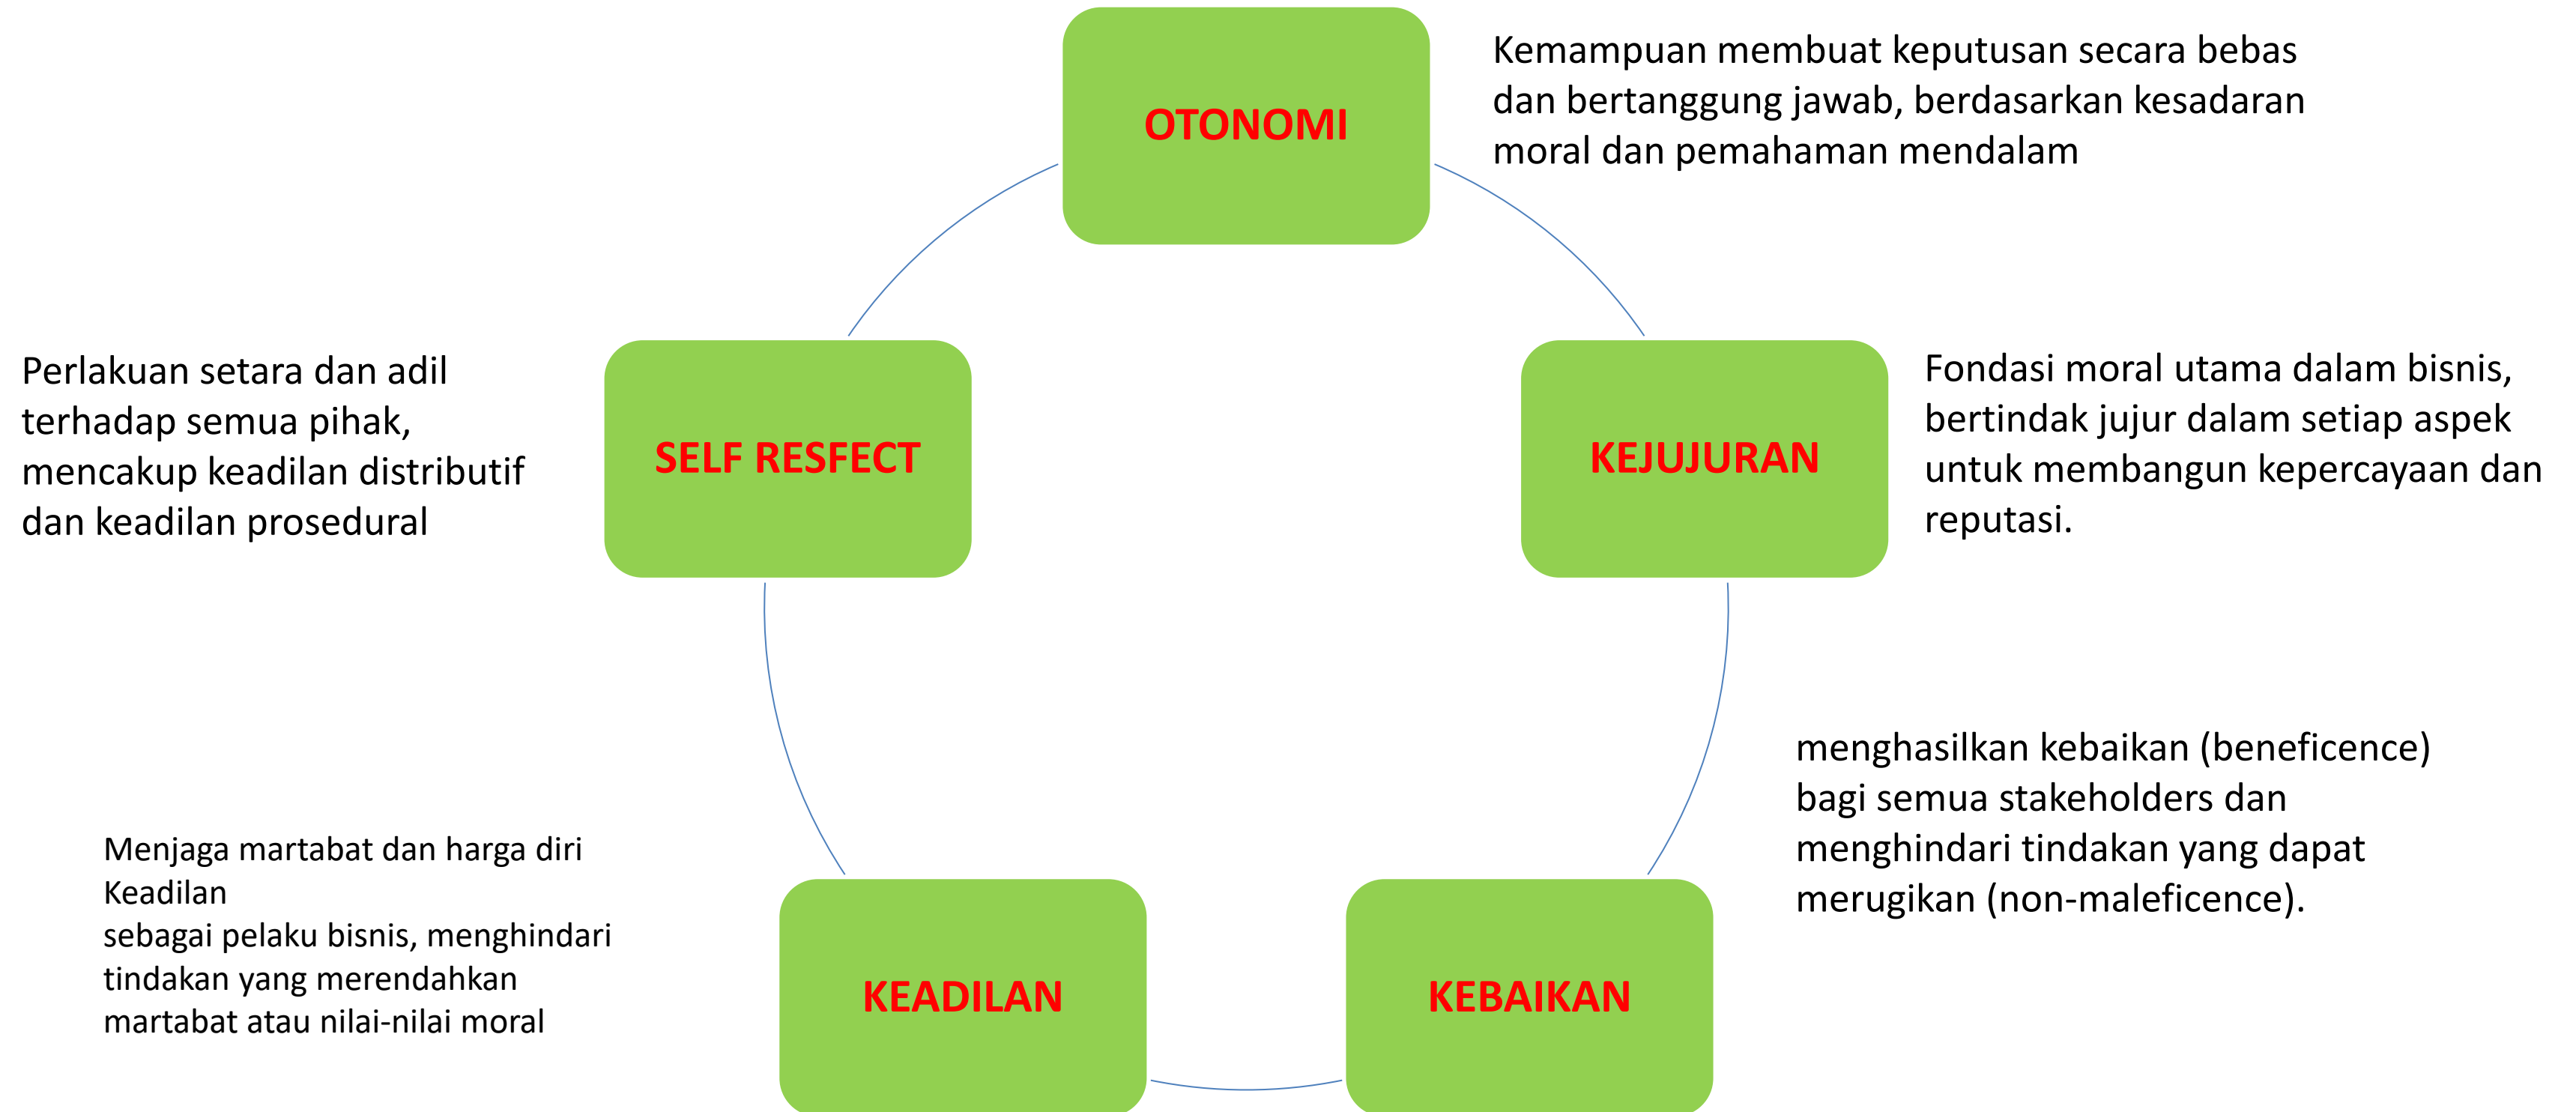 OTONOMI
Kemampuan membuat keputusan secara bebas
dan bertanggung jawab, berdasarkan kesadaran
moral dan pemahaman mendalam
KEJUJURAN
Fondasi moral utama dalam bisnis,
bertindak jujur dalam setiap aspek
untuk membangun kepercayaan dan
reputasi.
KEBAIKAN
menghasilkan kebaikan (beneficence)
bagi semua stakeholders dan
menghindari tindakan yang dapat
merugikan (non-maleficence).
KEADILAN
Menjaga martabat dan harga diri
Keadilan
sebagai pelaku bisnis, menghindari
tindakan yang merendahkan
martabat atau nilai-nilai moral
SELF RESFECT
Perlakuan setara dan adil
terhadap semua pihak,
mencakup keadilan distributif
dan keadilan prosedural